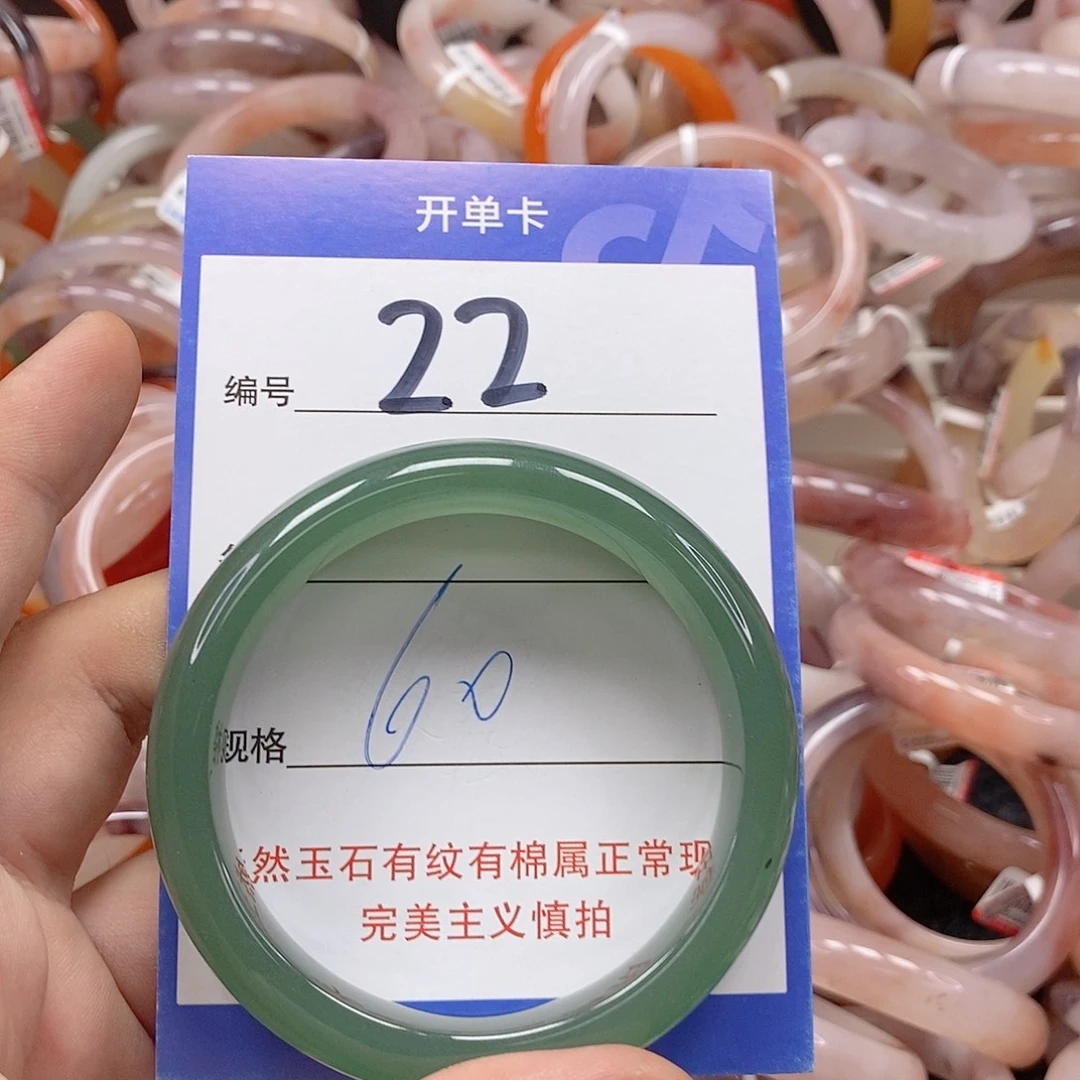 开单卡
编号 22
规格 60
然玉石有纹有棉属正常现
完美主义慎拍